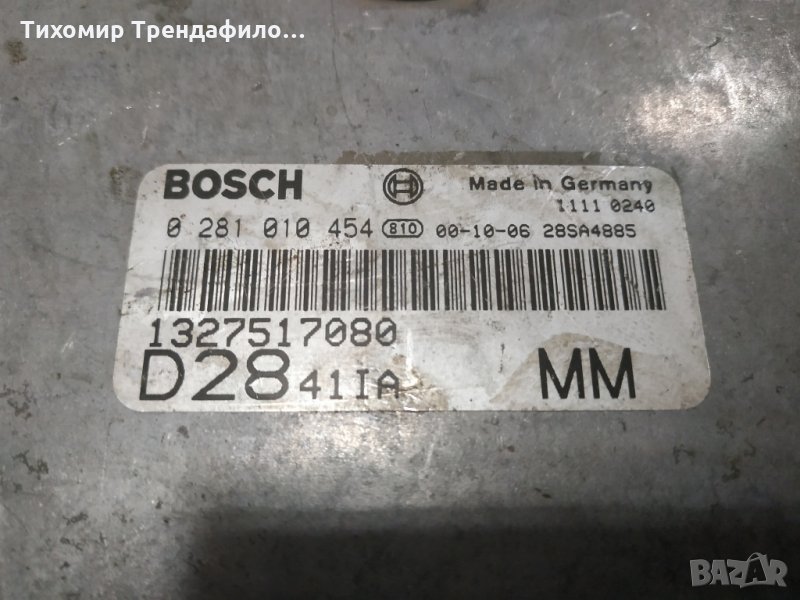 Тихомир Трендафило...
BOSCH Made in Germany
1111 0240
0 281 010 454 810 00-10-06 28SA4885
1327517080
D28 41IA MM
BAZAR